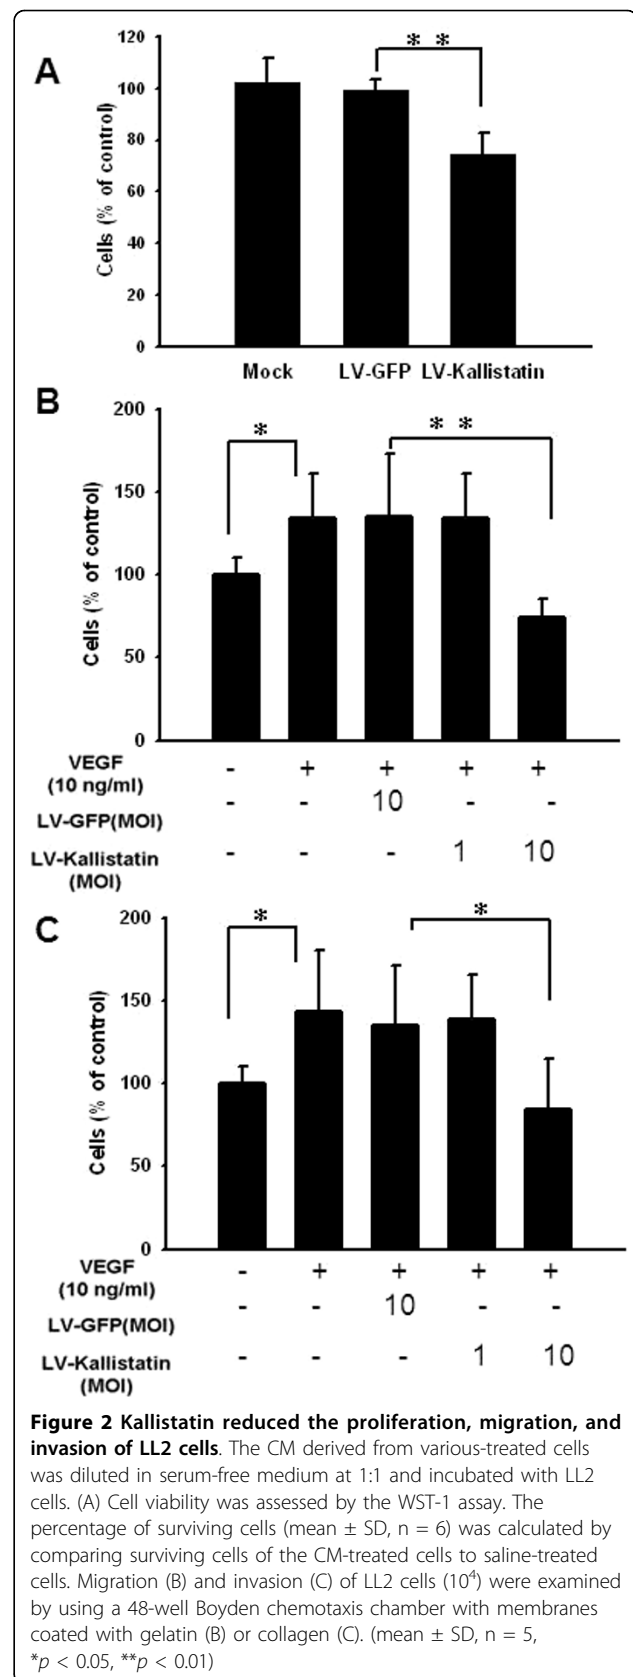 A
120
100
80
60
40
20
0
Cells (% of control)
* *
Mock LV-GFP LV-Kallistatin
B
200
150
100
50
0
Cells (% of control)
*
* *
VEGF (10 ng/ml) - + + + +
LV-GFP(MOI) - - 10 - -
LV-Kallistatin (MOI) - - - 1 10
C
200
150
100
50
0
Cells (% of control)
*
*
VEGF (10 ng/ml) - + + + +
LV-GFP(MOI) - - 10 - -
LV-Kallistatin (MOI) - - - 1 10
Figure 2 Kallistatin reduced the proliferation, migration, and
invasion of LL2 cells. The CM derived from various-treated cells
was diluted in serum-free medium at 1:1 and incubated with LL2
cells. (A) Cell viability was assessed by the WST-1 assay. The
percentage of surviving cells (mean ± SD, n = 6) was calculated by
comparing surviving cells of the CM-treated cells to saline-treated
cells. Migration (B) and invasion (C) of LL2 cells (10⁴) were examined
by using a 48-well Boyden chemotaxis chamber with membranes
coated with gelatin (B) or collagen (C). (mean ± SD, n = 5,
*p < 0.05, **p < 0.01)